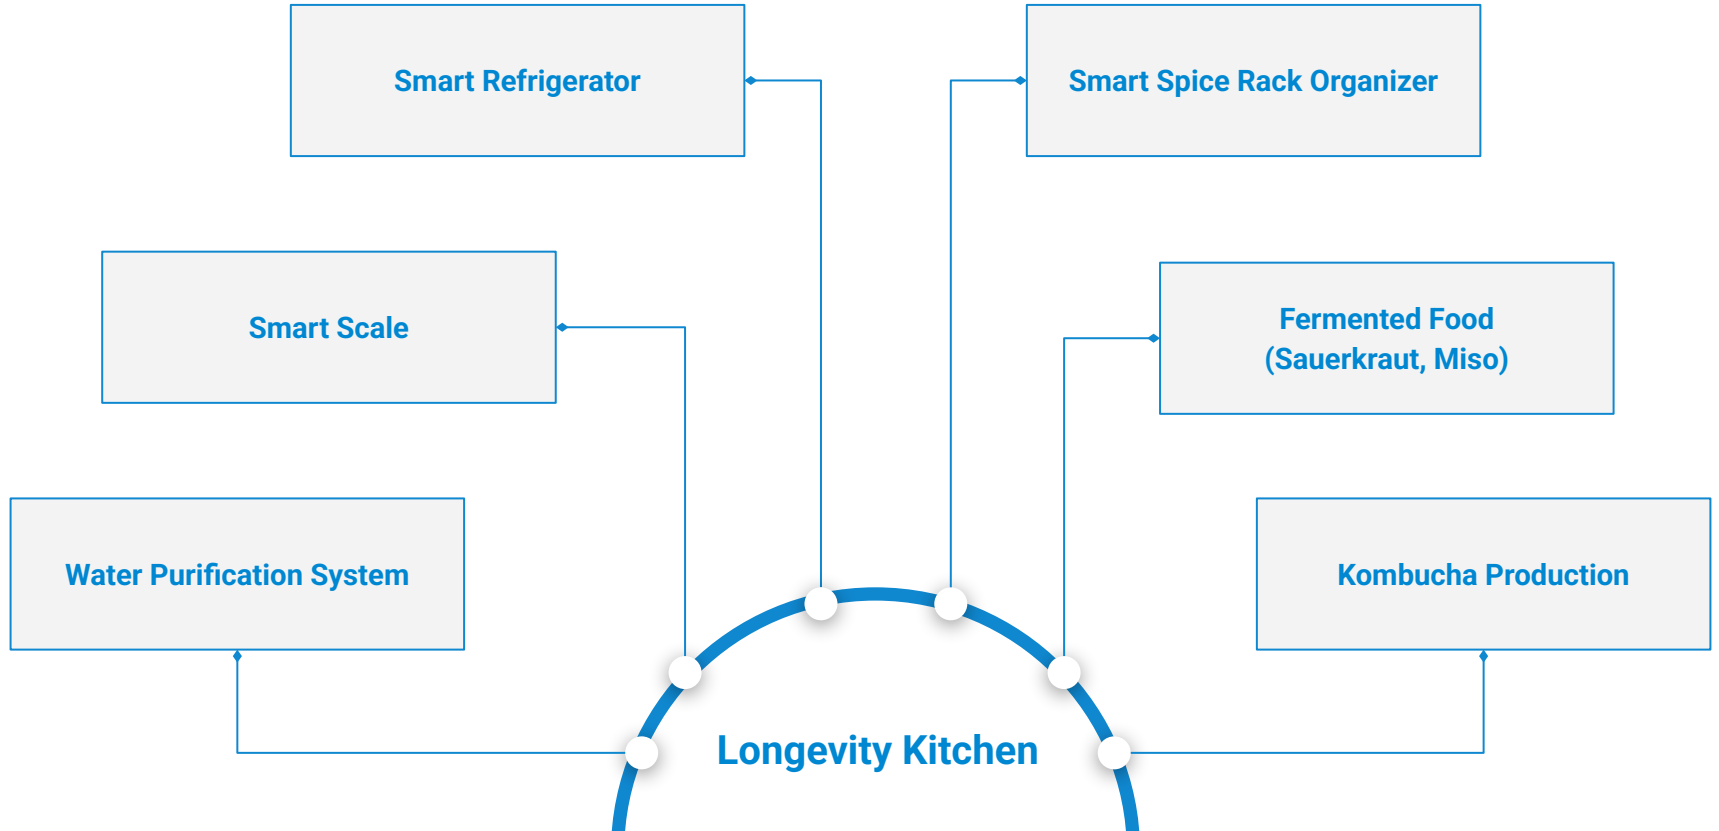 Smart Refrigerator
Smart Spice Rack Organizer
Smart Scale
Fermented Food
(Sauerkraut, Miso)
Water Purification System
Kombucha Production
Longevity Kitchen